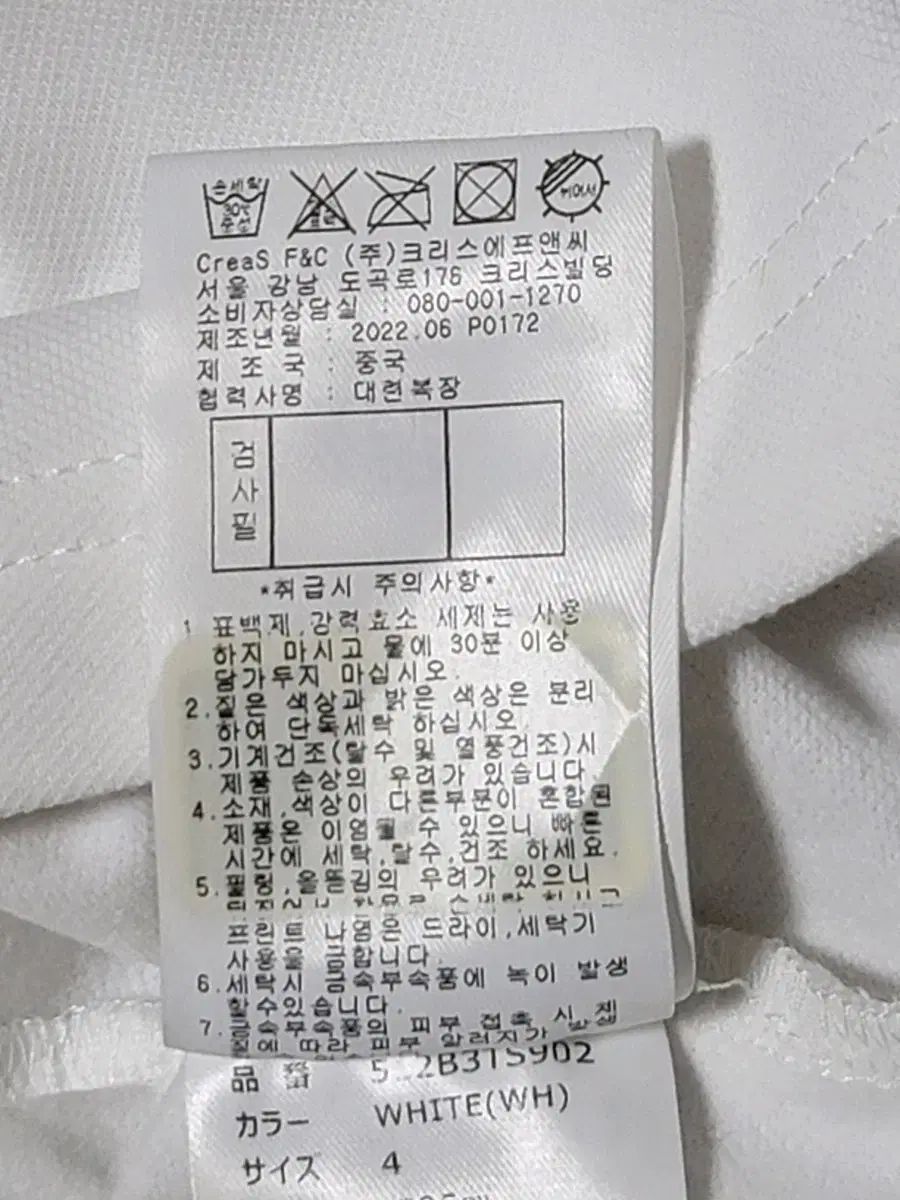 손세탁
30℃
중성
염소
표백
뉘어서
CreaS F&C (주)크리스에프앤씨
서울 강남 도곡로176 크리스빌딩
소비자상담실 : 080-001-1270
제조년월 : 2022.06 P0172
제 조 국 : 중국
협력사명 : 대련복장
검사필
*취급시 주의사항*
1 표백제,강력효소 세제는 사용
하지 마시고 물에 30분 이상
담가두지 마십시오.
2.짙은 색상과 밝은 색상은 분리
하여 단독세탁 하십시오.
3.기계건조(탈수 및 열풍건조)시
제품 손상의 우려가 있습니다.
4.소재,색상이 다른부분이 혼합된
제품은 이염될 수 있으니 빠른
시간에 세탁,탈수,건조 하세요.
5.필링,올뜯김의 우려가 있으니
프린트 나염은 드라이,세탁기
사용을 금합니다.
6.세탁시 금속부속품에 녹이 발생
할수있습니다.
7.금속부속품의 피부 접촉 시,체
질에 따라 피부 알러지가
品 番
2B3TS902
カラー WHITE(WH)
サイズ 4